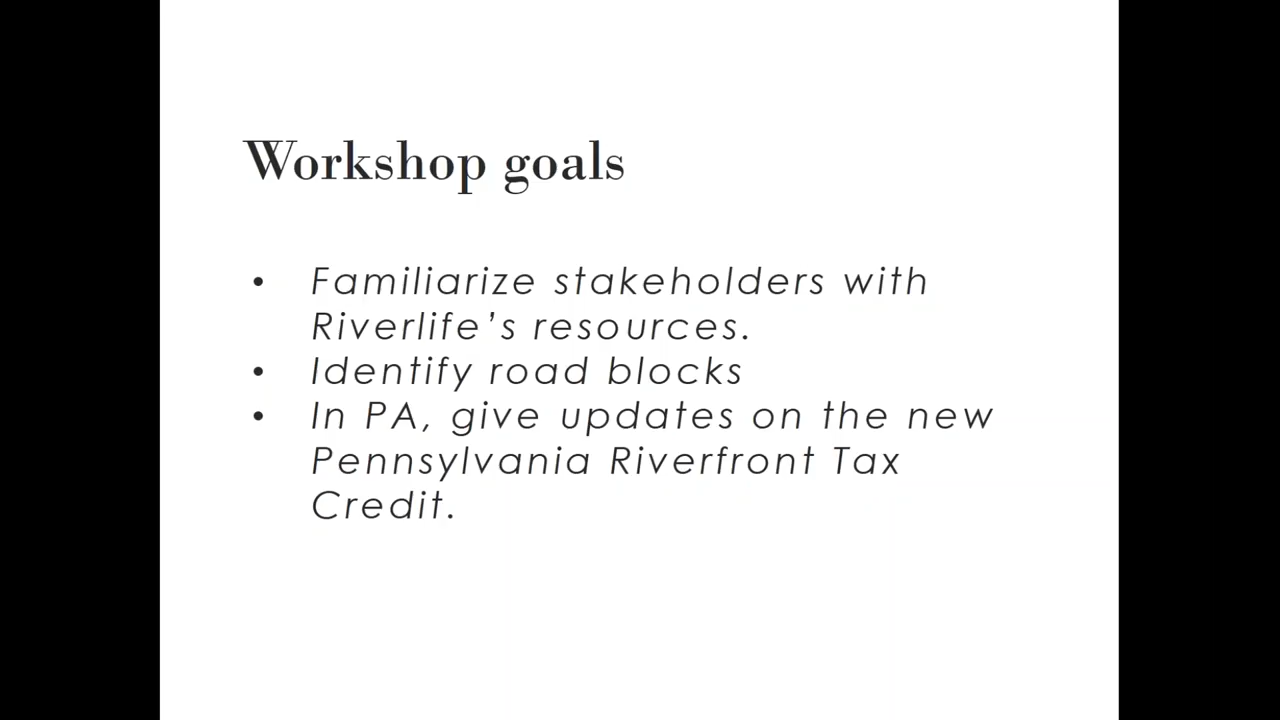 Workshop goals
• Familiarize stakeholders with
Riverlife’s resources.
• Identify road blocks
• In PA, give updates on the new
Pennsylvania Riverfront Tax
Credit.